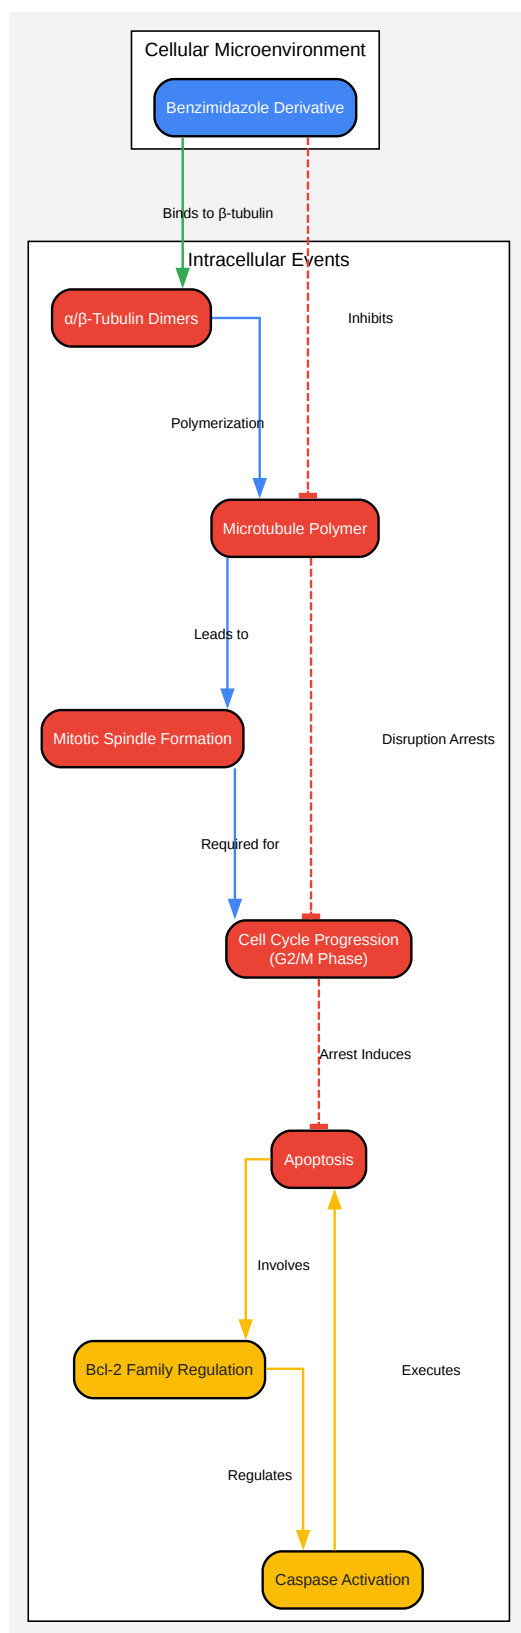 Cellular Microenvironment
Benzimidazole Derivative
Binds to β-tubulin
Intracellular Events
α/β-Tubulin Dimers
Inhibits
Polymerization
Microtubule Polymer
Leads to
Mitotic Spindle Formation
Disruption Arrests
Required for
Cell Cycle Progression
(G2/M Phase)
Arrest Induces
Apoptosis
Involves
Bcl-2 Family Regulation
Executes
Regulates
Caspase Activation